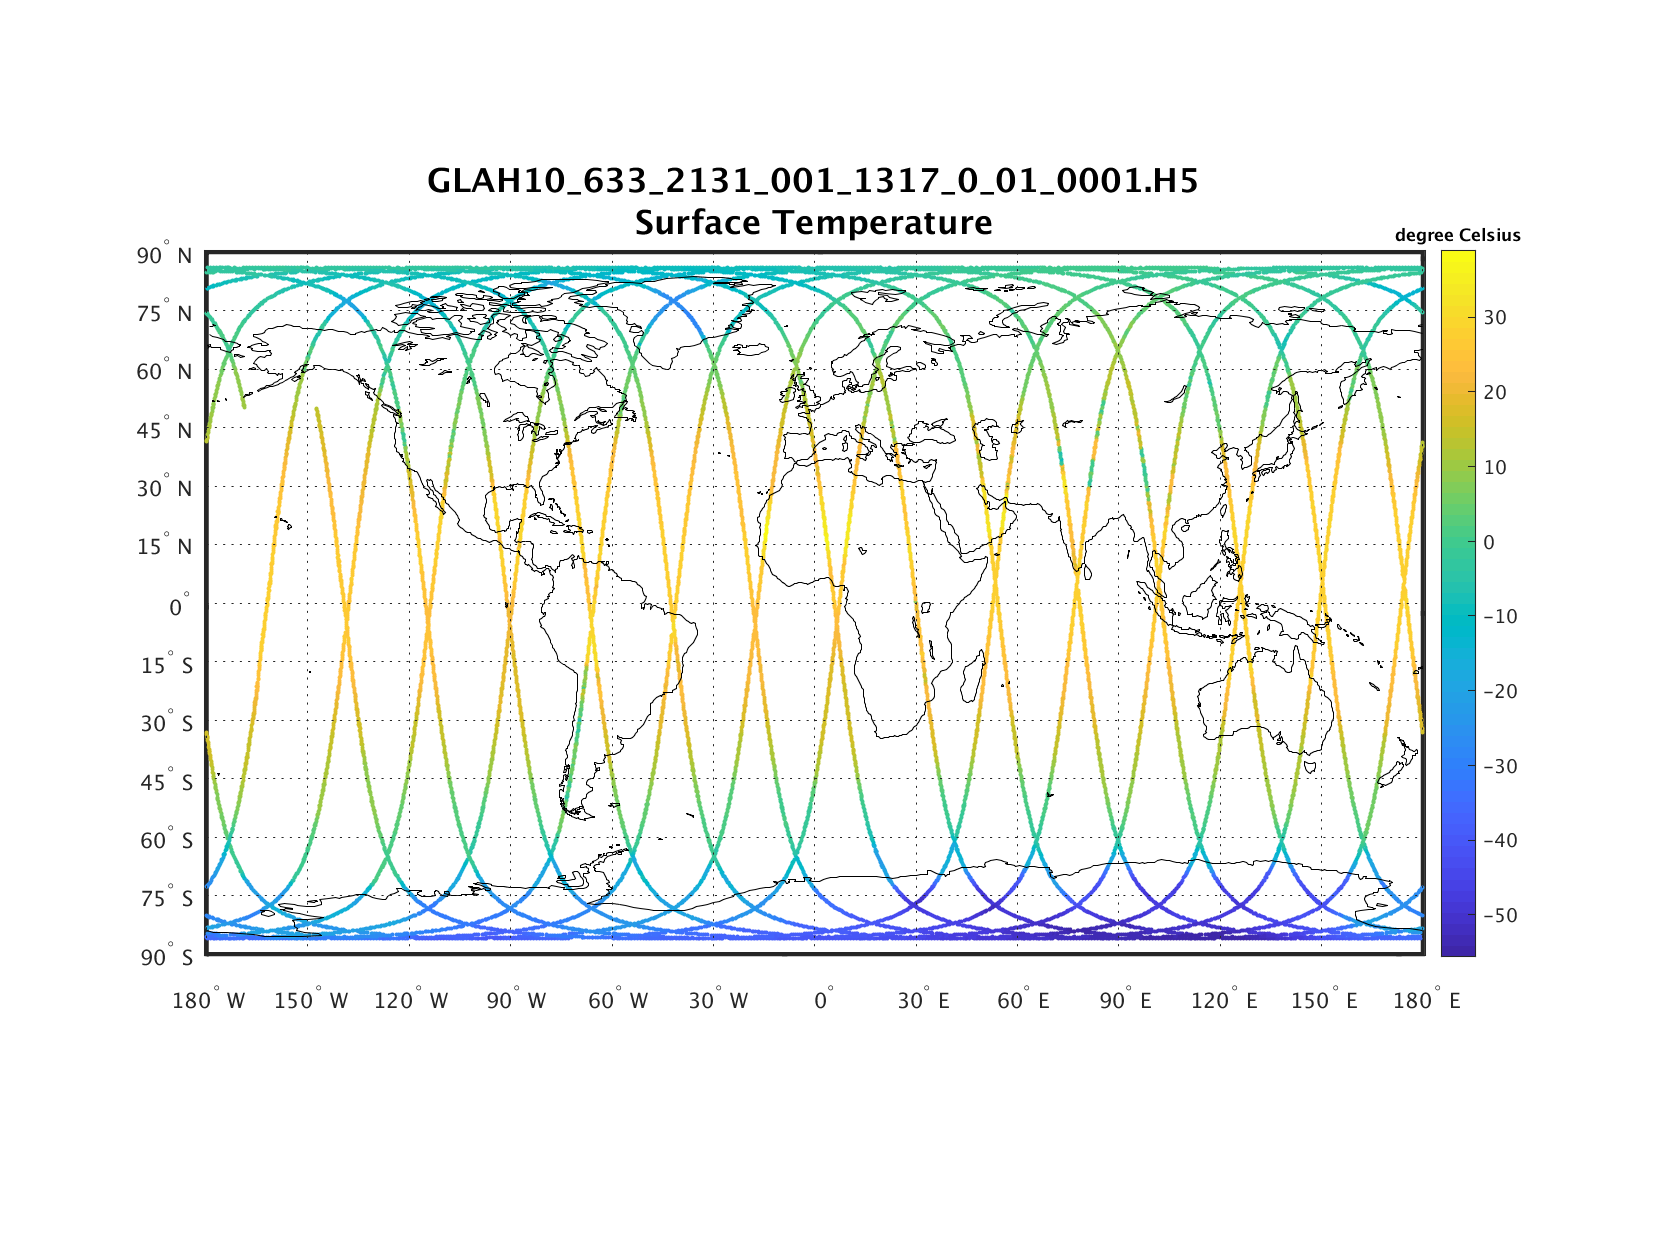 GLAH10_633_2131_001_1317_0_01_0001.H5
Surface Temperature
degree Celsius
90° N
75° N
60° N
45° N
30° N
15° N
0°
15° S
30° S
45° S
60° S
75° S
90° S
180° W 150° W 120° W 90° W 60° W 30° W 0° 30° E 60° E 90° E 120° E 150° E 180° E
30
20
10
0
-10
-20
-30
-40
-50